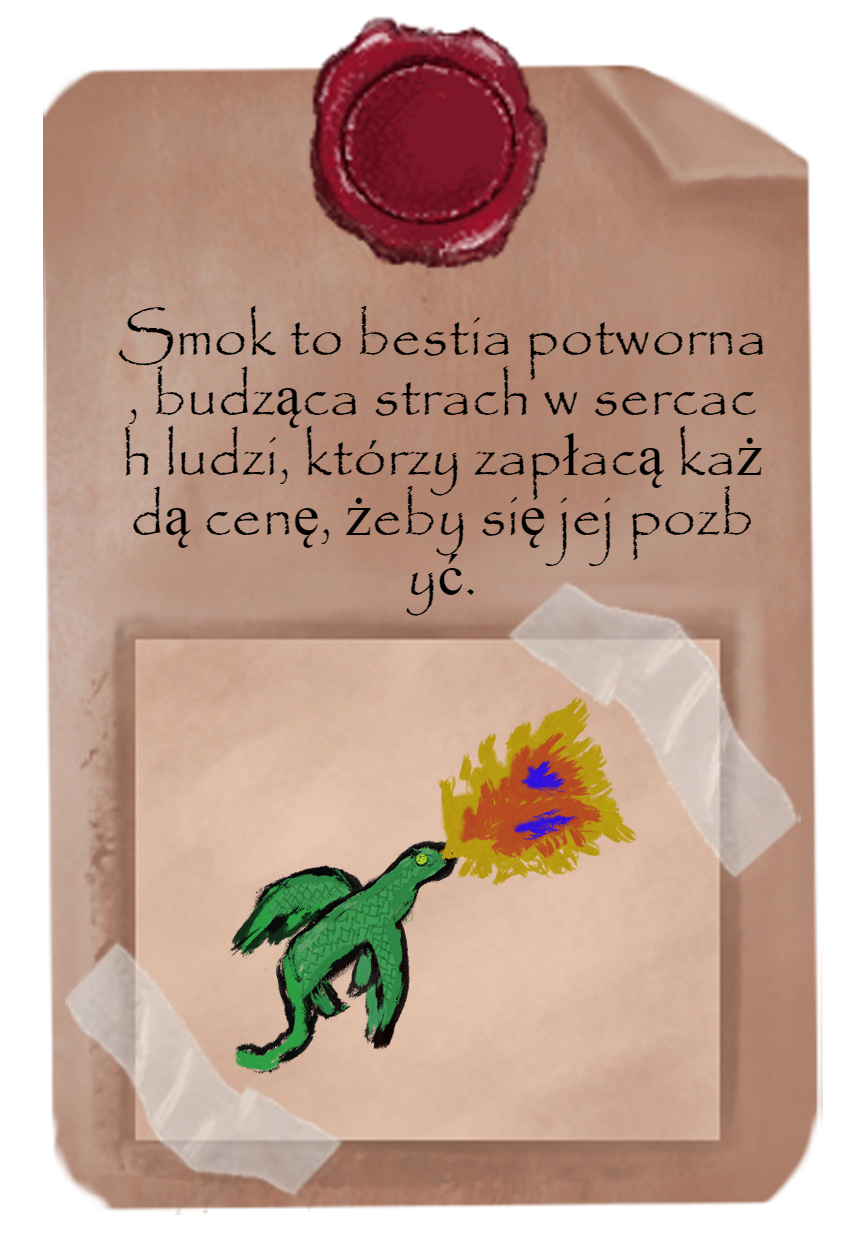 Smok to bestia potworna
, budząca strach w sercac
h ludzi, którzy zapłacą każ
dą cenę, żeby się jej pozb
yć.